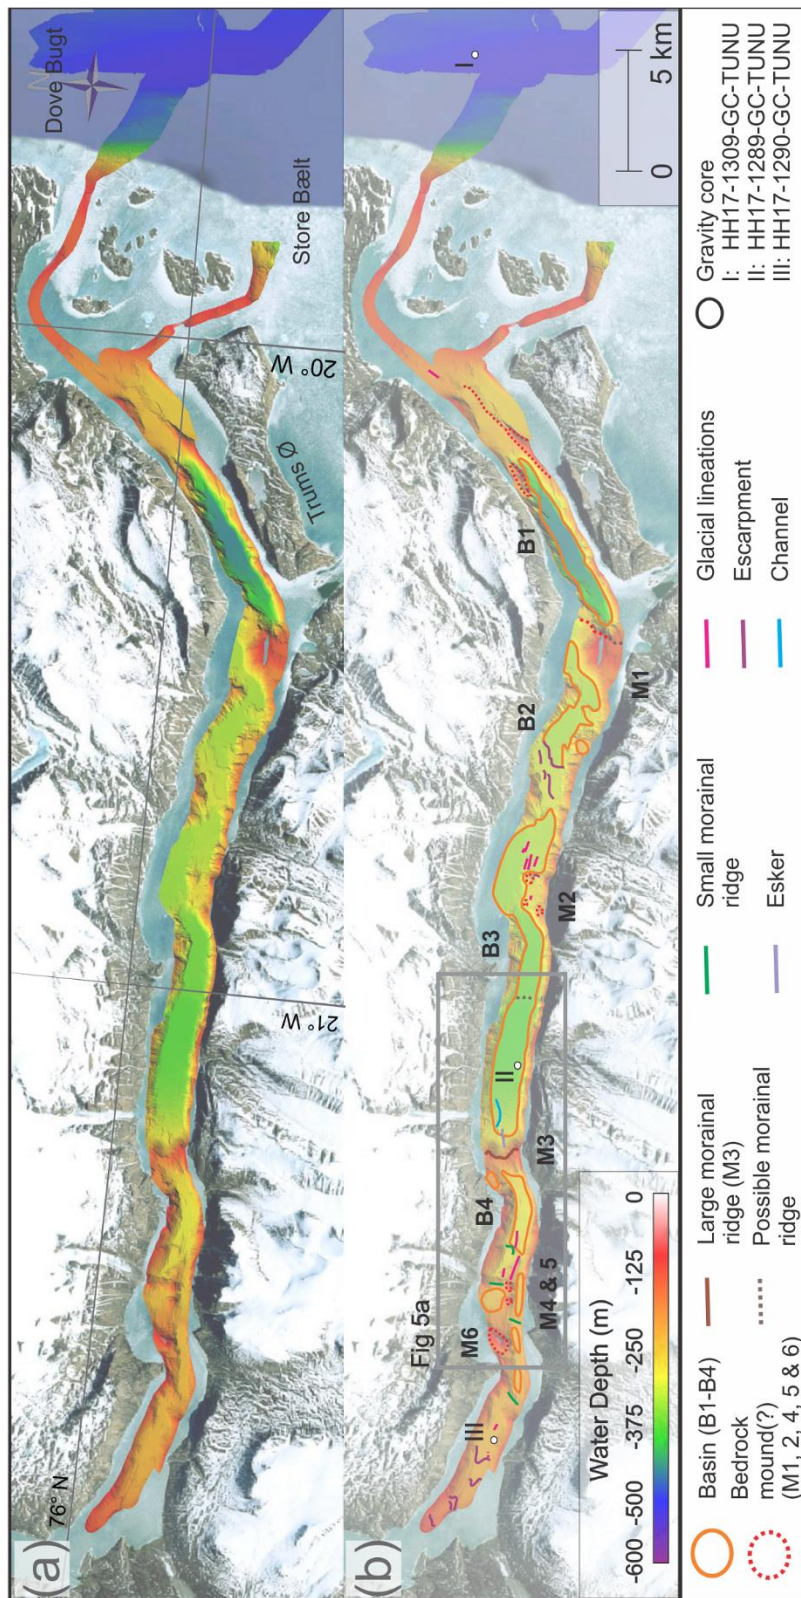 (a)
76° N
21° W
20° W
Trums Ø
Store Bælt
Dove Bugt
N
(b)
Fig 5a
III
M6
M4 & 5
B4
M3
II
B3
M2
B2
M1
B1
I
Water Depth (m)
-600 -500 -375 -250 -125 0
0 5 km
Basin (B1-B4)
Bedrock
mound(?)
(M1, 2, 4, 5 & 6)
Large morainal
ridge (M3)
Possible morainal
ridge
Small morainal
ridge
Esker
Glacial lineations
Escarpment
Channel
Gravity core
I: HH17-1309-GC-TUNU
II: HH17-1289-GC-TUNU
III: HH17-1290-GC-TUNU